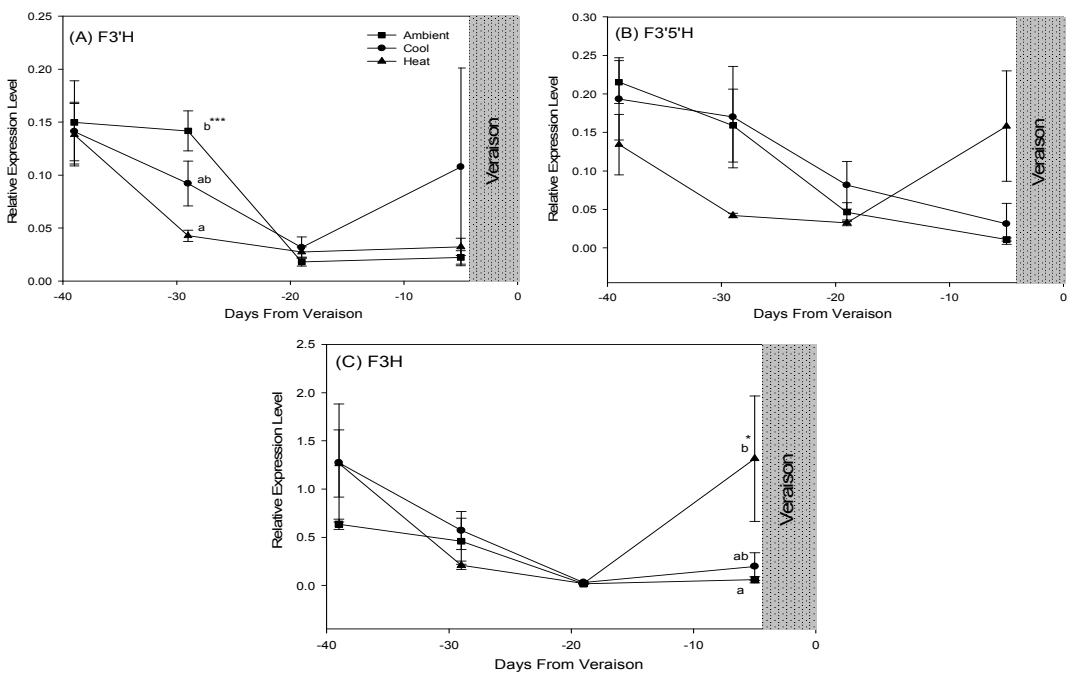 (A) F3'H
Relative Expression Level
0.25
0.20
0.15
0.10
0.05
0.00
Ambient
Cool
Heat
b***
ab
a
Veraison
-40
-30
-20
-10
0
Days From Veraison
(B) F3'5'H
Relative Expression Level
0.30
0.25
0.20
0.15
0.10
0.05
0.00
Veraison
-40
-30
-20
-10
0
Days From Veraison
(C) F3H
Relative Expression Level
2.5
2.0
1.5
1.0
0.5
0.0
*
b
ab
a
Veraison
-40
-30
-20
-10
0
Days From Veraison